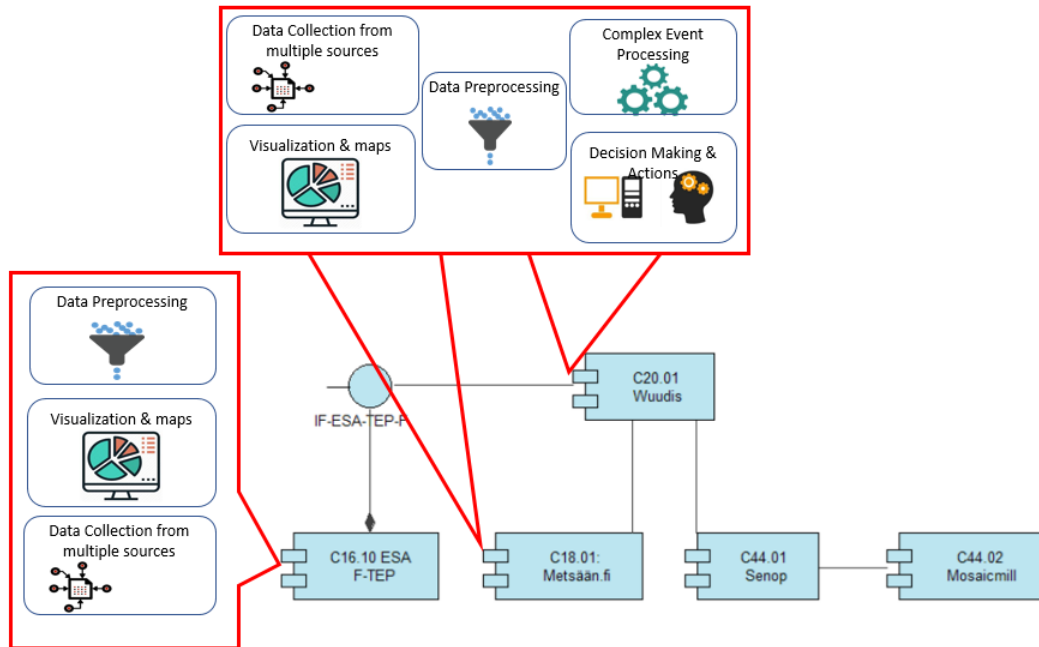 Data Collection from
multiple sources
Visualization & maps
Data Preprocessing
Complex Event
Processing
Decision Making &
Actions
Data Preprocessing
Visualization & maps
Data Collection from
multiple sources
IF-ESA-TEP-F
C20.01
Wuudis
C16.10 ESA
F-TEP
C18.01:
Metsään.fi
C44.01
Senop
C44.02
Mosaicmill